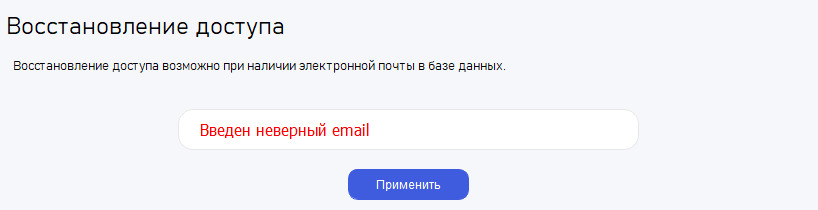 Восстановление доступа
Восстановление доступа возможно при наличии электронной почты в базе данных.
Введен неверный email
Применить